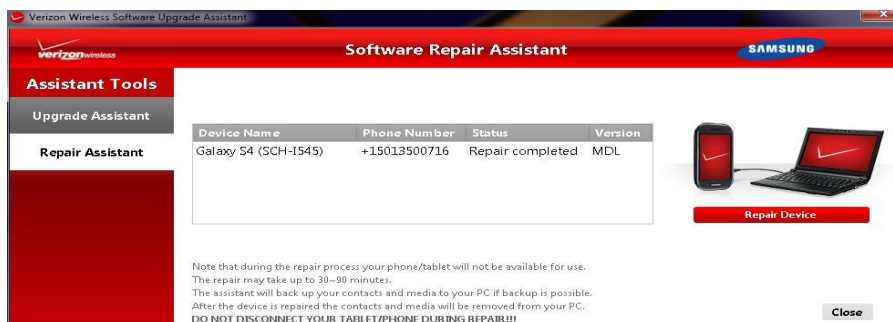 Verizon Wireless Software Upgrade Assistant
verizonwireless
Software Repair Assistant
SAMSUNG
Assistant Tools
Upgrade Assistant
Repair Assistant
Device Name Phone Number Status Version
Galaxy S4 (SCH-I545) +15013500716 Repair completed MDL
Repair Device
Note that during the repair process your phone/tablet will not be available for use.
The repair may take up to 30-90 minutes.
The assistant will back up your contacts and media to your PC if backup is possible.
After the device is repaired the contacts and media will be removed from your PC.
DO NOT DISCONNECT YOUR TABLET/PHONE DURING REPAIR!!!
Close